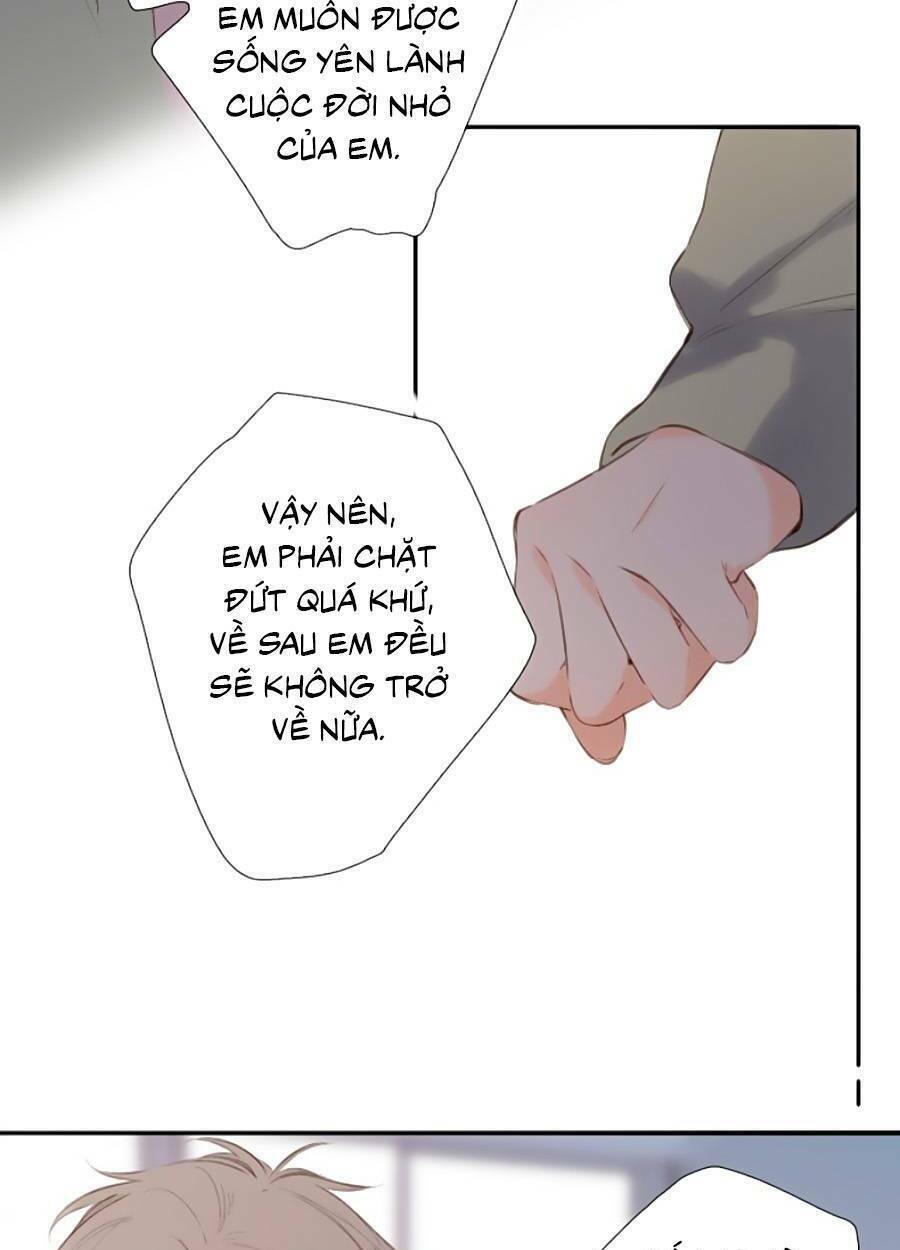 EM MUỐN ĐƯỢC
SỐNG YÊN LÀNH
CUỘC ĐỜI NHỎ
CỦA EM.
VẬY NÊN,
EM PHẢI CHẶT
ĐỨT QUÁ KHỨ,
VỀ SAU EM ĐỀU
SẼ KHÔNG TRỞ
VỀ NỮA.